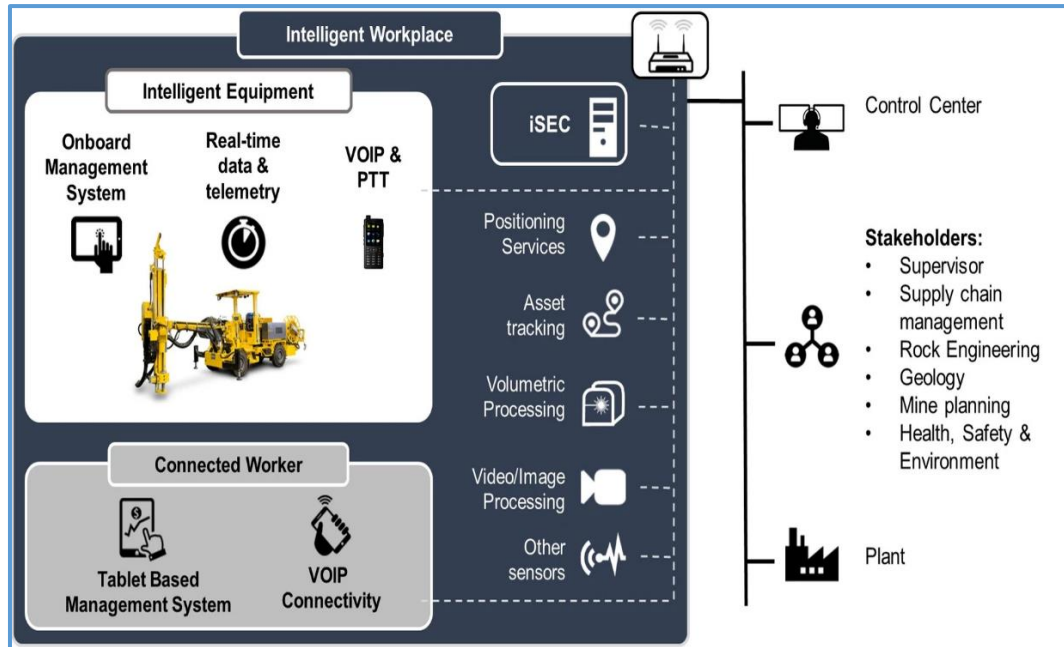 Intelligent Workplace
Intelligent Equipment
Onboard
Management
System
Real-time
data &
telemetry
VOIP &
PTT
iSEC
Positioning
Services
Asset
tracking
Volumetric
Processing
Video/Image
Processing
Other
sensors
Connected Worker
Tablet Based
Management System
VOIP
Connectivity
Control Center
Stakeholders:
• Supervisor
• Supply chain
management
• Rock Engineering
• Geology
• Mine planning
• Health, Safety &
Environment
Plant